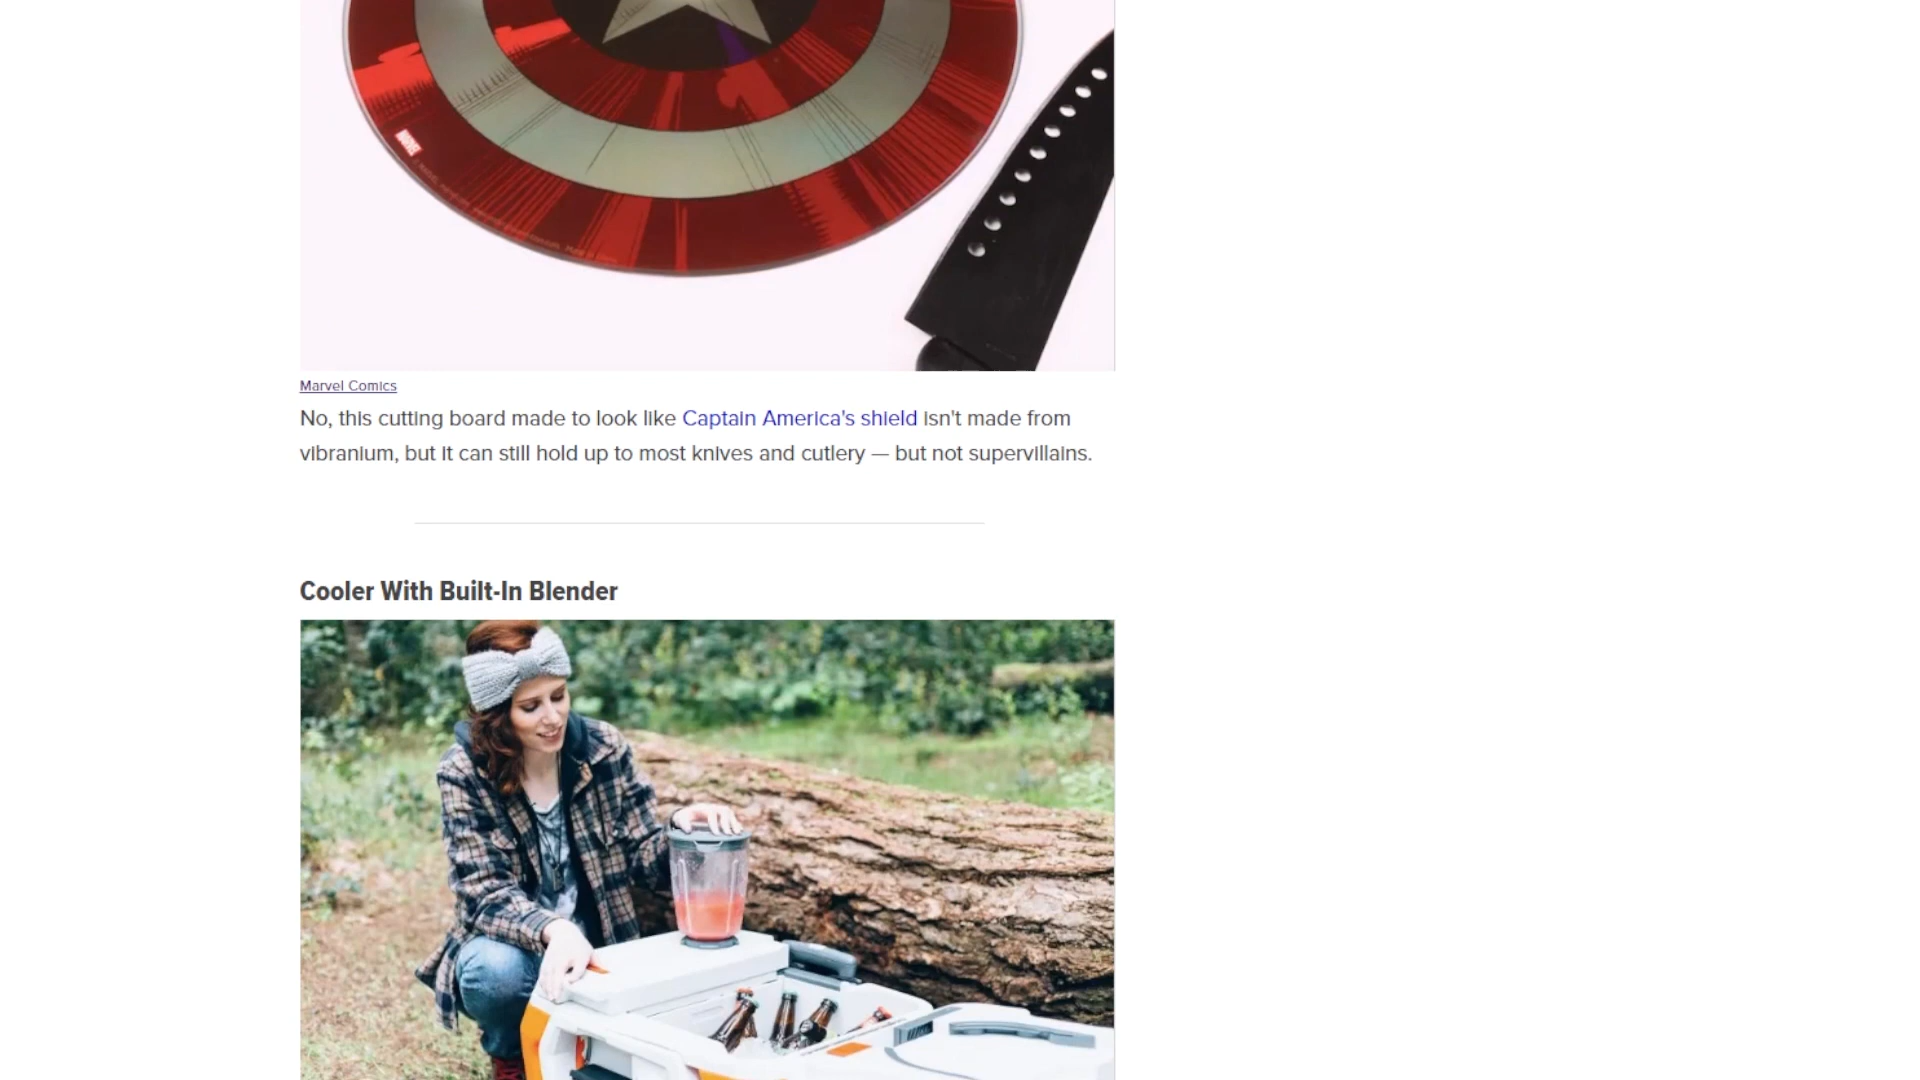 MARVEL
Marvel Comics
No, this cutting board made to look like Captain America's shield isn't made from
vibranium, but it can still hold up to most knives and cutlery — but not supervillains.
Cooler With Built-In Blender